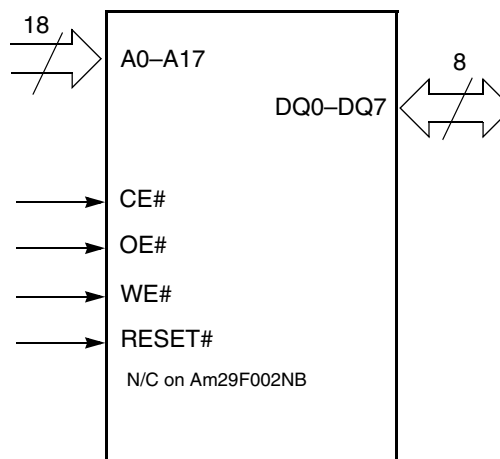 18
A0–A17
8
DQ0–DQ7
CE#
OE#
WE#
RESET#
N/C on Am29F002NB